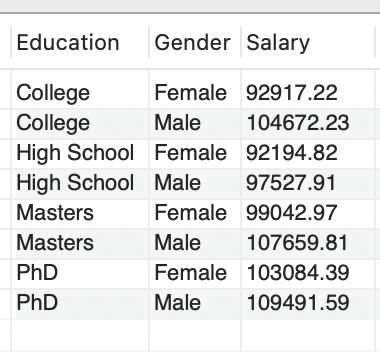 Education Gender Salary
College Female 92917.22
College Male 104672.23
High School Female 92194.82
High School Male 97527.91
Masters Female 99042.97
Masters Male 107659.81
PhD Female 103084.39
PhD Male 109491.59